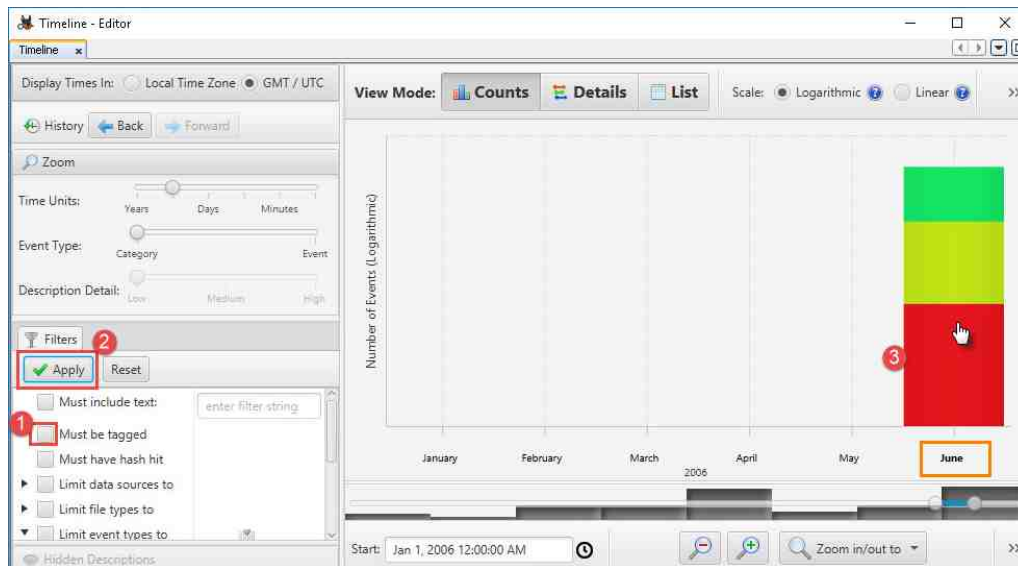 Timeline - Editor
Timeline x
Display Times In: Local Time Zone GMT / UTC
History Back Forward
Zoom
Time Units:
Years Days Minutes
Event Type:
Category Event
Description Detail:
Low Medium High
Filters 2
Apply Reset
Must include text: enter filter string
1
Must be tagged
Must have hash hit
Limit data sources to
Limit file types to
Limit event types to
Hidden Descriptions
View Mode: Counts Details List Scale: Logarithmic ? Linear ? >>
Number of Events (Logarithmic)
3
January February March April May June
2006
Start: Jan 1, 2006 12:00:00 AM Zoom in/out to >>